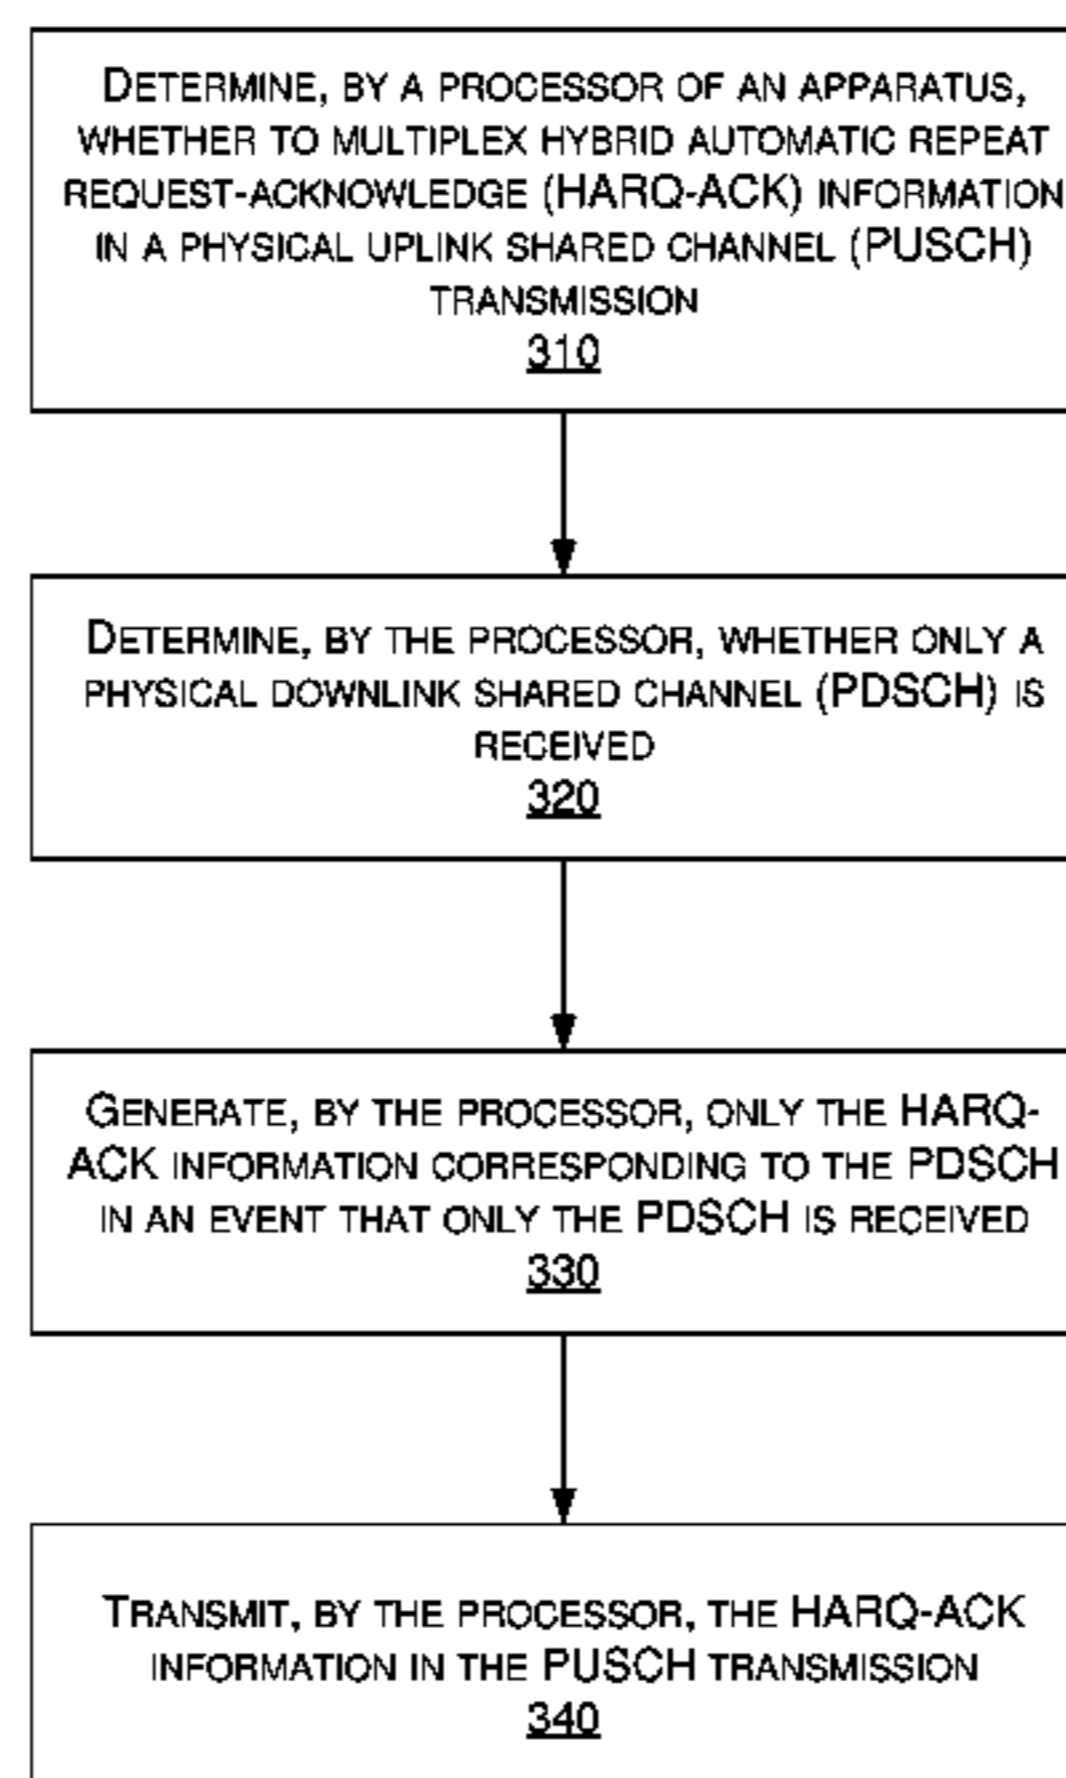 DETERMINE, BY A PROCESSOR OF AN APPARATUS,
WHETHER TO MULTIPLEX HYBRID AUTOMATIC REPEAT
REQUEST-ACKNOWLEDGE (HARQ-ACK) INFORMATION
IN A PHYSICAL UPLINK SHARED CHANNEL (PUSCH)
TRANSMISSION
310
DETERMINE, BY THE PROCESSOR, WHETHER ONLY A
PHYSICAL DOWNLINK SHARED CHANNEL (PDSCH) IS
RECEIVED
320
GENERATE, BY THE PROCESSOR, ONLY THE HARQ-
ACK INFORMATION CORRESPONDING TO THE PDSCH
IN AN EVENT THAT ONLY THE PDSCH IS RECEIVED
330
TRANSMIT, BY THE PROCESSOR, THE HARQ-ACK
INFORMATION IN THE PUSCH TRANSMISSION
340